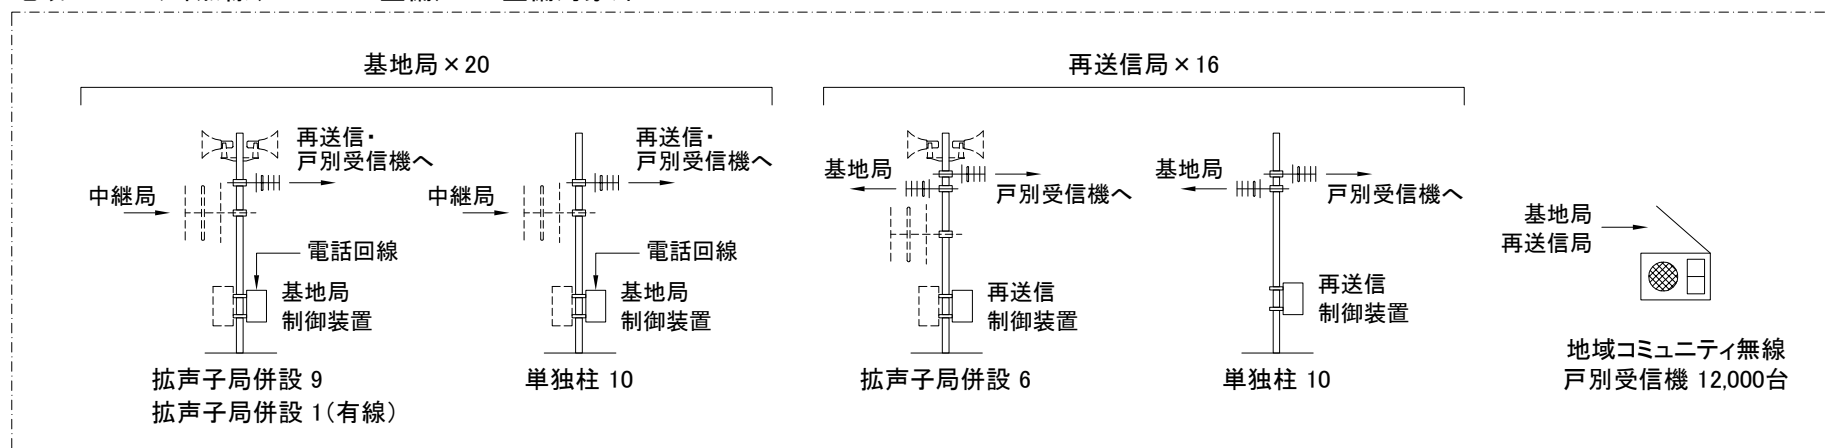 基地局×20
再送信・
戸別受信機へ
中継局
電話回線
基地局
制御装置
拡声子局併設 9
拡声子局併設 1(有線)
再送信・
戸別受信機へ
中継局
電話回線
基地局
制御装置
単独柱 10
再送信局×16
基地局
戸別受信機へ
再送信
制御装置
拡声子局併設 6
基地局
戸別受信機へ
再送信
制御装置
単独柱 10
基地局
再送信局
地域コミュニティ無線
戸別受信機 12,000台